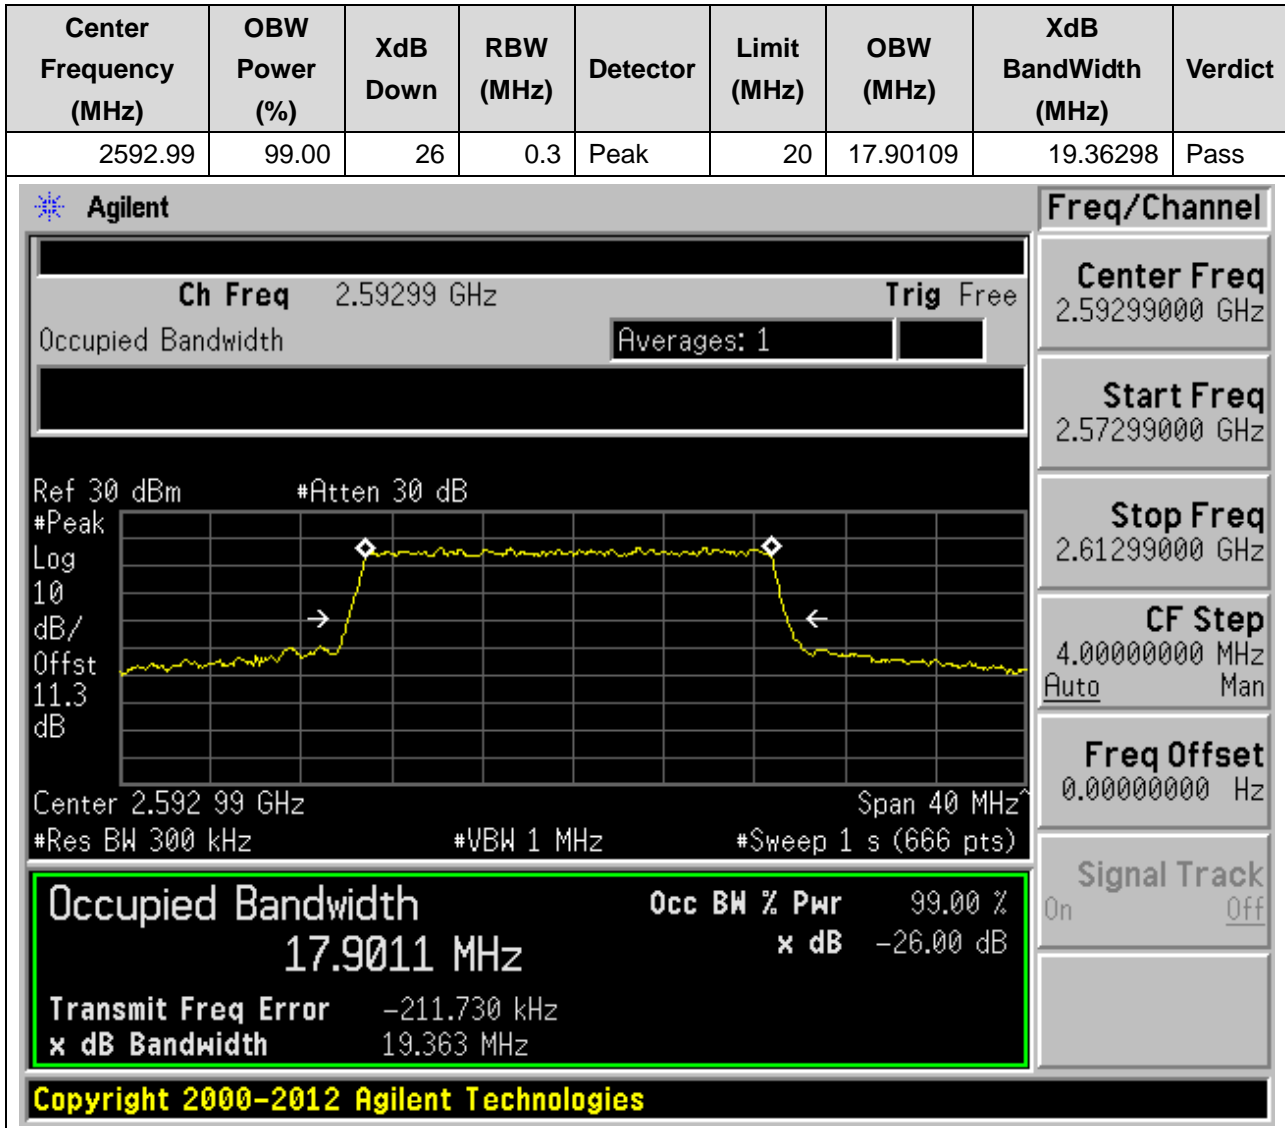 Center Frequency (MHz) OBW Power (%) XdB Down RBW (MHz) Detector Limit (MHz) OBW (MHz) XdB BandWidth (MHz) Verdict
2592.99 99.00 26 0.3 Peak 20 17.90109 19.36298 Pass
Agilent
Freq/Channel
Ch Freq 2.59299 GHz Trig Free
Occupied Bandwidth Averages: 1
Center Freq
2.59299000 GHz
Start Freq
2.57299000 GHz
Stop Freq
2.61299000 GHz
CF Step
4.00000000 MHz
Auto Man
Freq Offset
0.00000000 Hz
Signal Track
On Off
Ref 30 dBm #Atten 30 dB
#Peak
Log
10
dB/
Offst
11.3
dB
Center 2.592 99 GHz Span 40 MHz^
#Res BW 300 kHz #VBW 1 MHz #Sweep 1 s (666 pts)
Occupied Bandwidth Occ BW % Pwr 99.00 %
17.9011 MHz x dB -26.00 dB
Transmit Freq Error -211.730 kHz
x dB Bandwidth 19.363 MHz
Copyright 2000-2012 Agilent Technologies